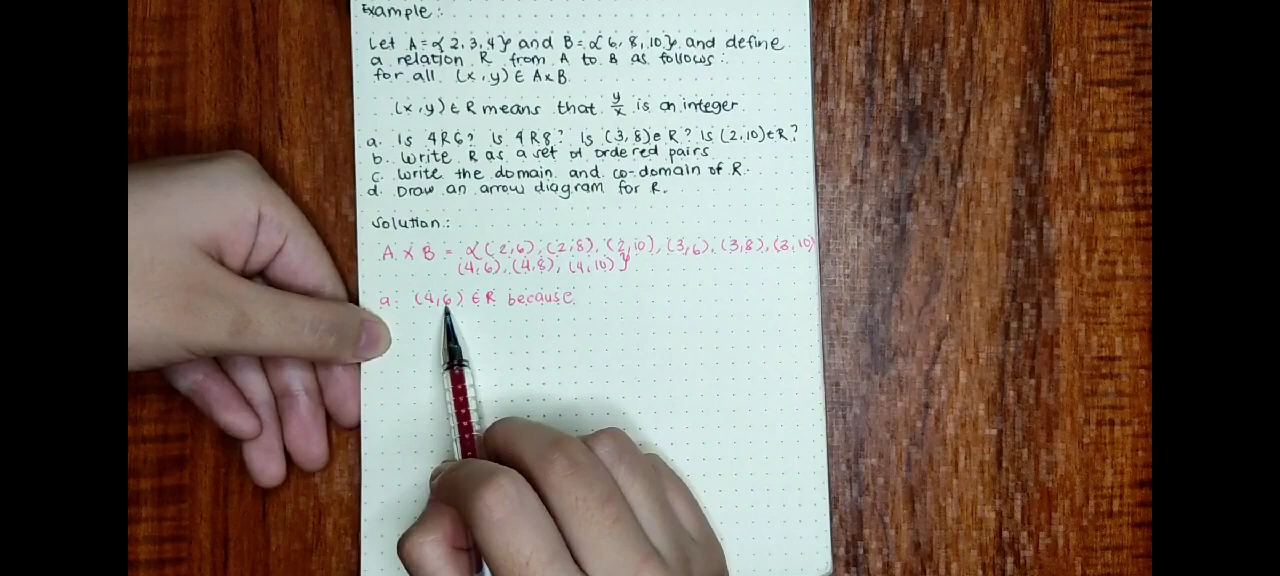 Example:
Let A = { 2, 3, 4 } and B = { 6, 8, 10 } and define
a relation R from A to B as follows:
for all (x, y) ∈ A x B
(x, y) ∈ R means that y/x is an integer
a. Is 4R6? Is 4R8? Is (3, 8) ∈ R? Is (2, 10) ∈ R?
b. Write R as a set of ordered pairs
c. Write the domain and co-domain of R.
d. Draw an arrow diagram for R.
Solution:
A x B = { (2, 6), (2, 8), (2, 10), (3, 6), (3, 8), (3, 10)
(4, 6), (4, 8), (4, 10) }
a. (4, 6) ∈ R because